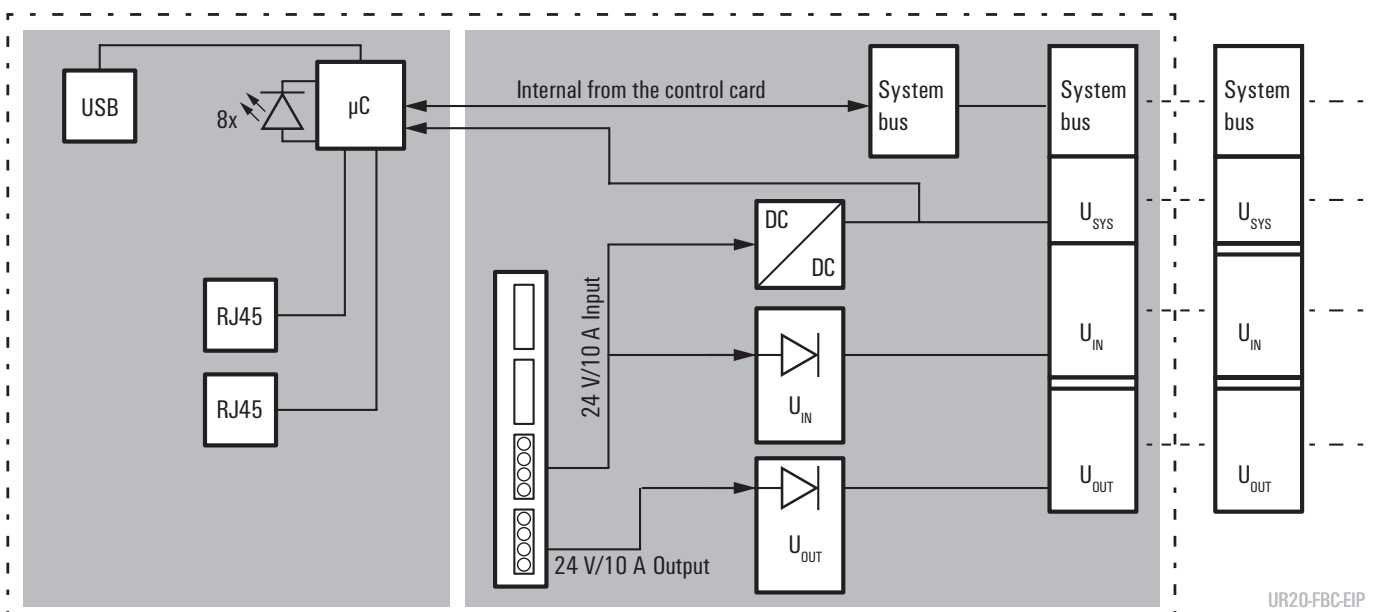 USB
8x
µC
Internal from the control card
System
bus
System
bus
System
bus
DC
DC
U_SYS
U_SYS
RJ45
RJ45
24 V/10 A Input
U_IN
U_IN
U_IN
24 V/10 A Output
U_OUT
U_OUT
U_OUT
UR20-FBC-EIP